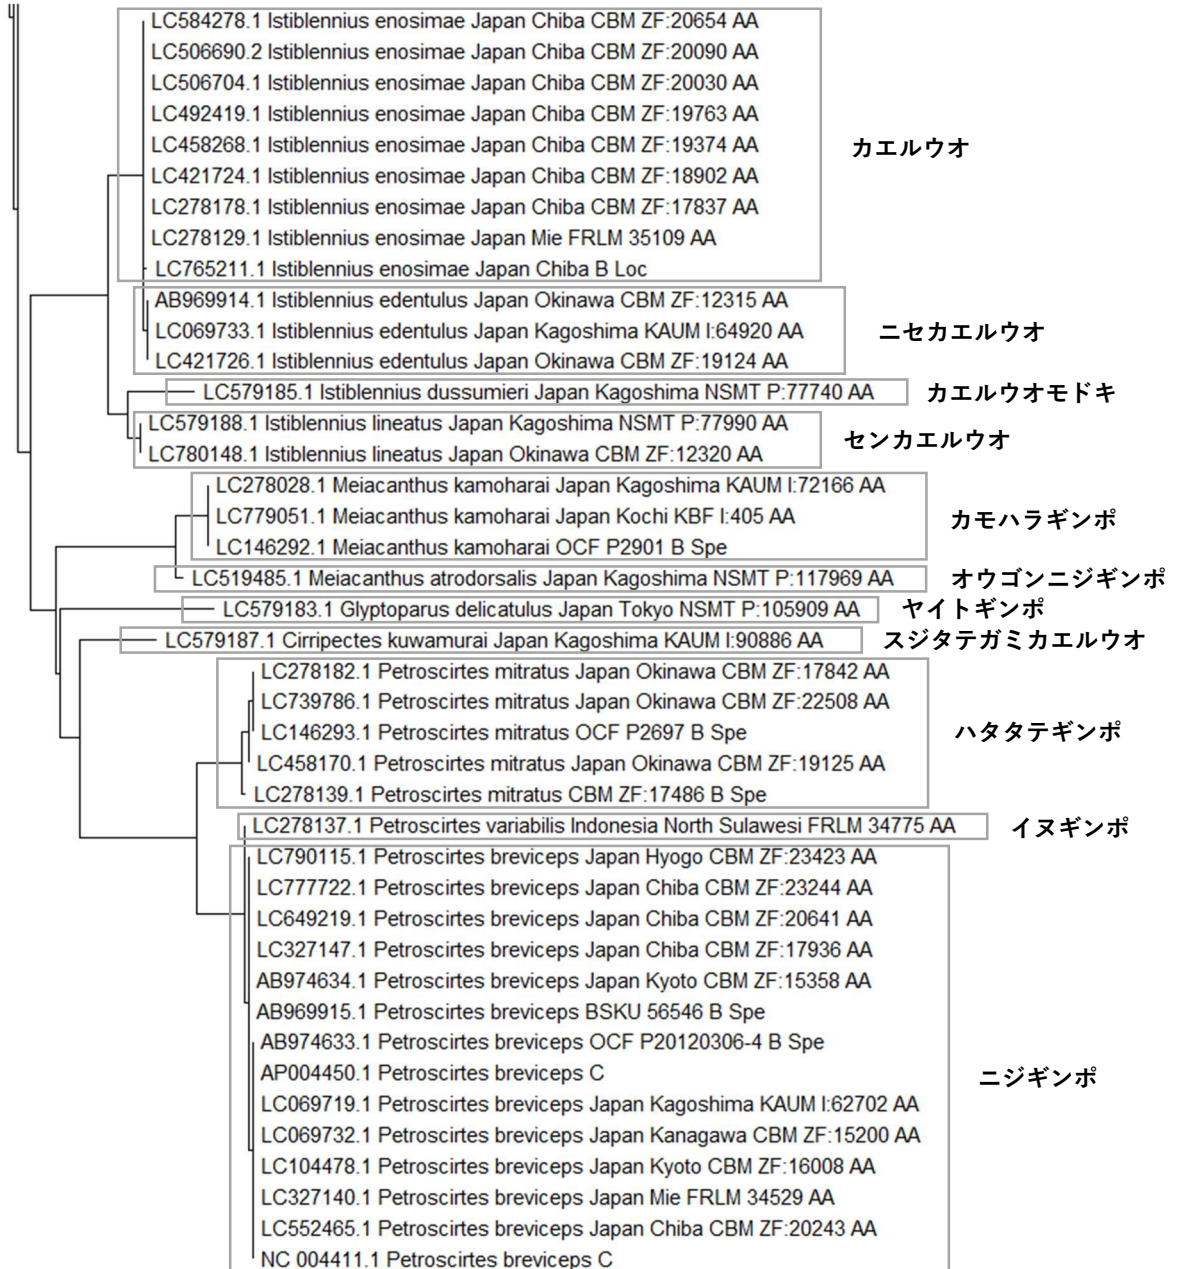 LC584278.1 Istiblennius enosimae Japan Chiba CBM ZF:20654 AA
LC506690.2 Istiblennius enosimae Japan Chiba CBM ZF:20090 AA
LC506704.1 Istiblennius enosimae Japan Chiba CBM ZF:20030 AA
LC492419.1 Istiblennius enosimae Japan Chiba CBM ZF:19763 AA
LC458268.1 Istiblennius enosimae Japan Chiba CBM ZF:19374 AA
カエルウオ
LC421724.1 Istiblennius enosimae Japan Chiba CBM ZF:18902 AA
LC278178.1 Istiblennius enosimae Japan Chiba CBM ZF:17837 AA
LC278129.1 Istiblennius enosimae Japan Mie FRLM 35109 AA
LC765211.1 Istiblennius enosimae Japan Chiba B Loc
AB969914.1 Istiblennius edentulus Japan Okinawa CBM ZF:12315 AA
LC069733.1 Istiblennius edentulus Japan Kagoshima KAUM I:64920 AA
ニセカエルウオ
LC421726.1 Istiblennius edentulus Japan Okinawa CBM ZF:19124 AA
LC579185.1 Istiblennius dussumieri Japan Kagoshima NSMT P:77740 AA
カエルウオモドキ
LC579188.1 Istiblennius lineatus Japan Kagoshima NSMT P:77990 AA
センカエルウオ
LC780148.1 Istiblennius lineatus Japan Okinawa CBM ZF:12320 AA
LC278028.1 Meiacanthus kamoharai Japan Kagoshima KAUM I:72166 AA
LC779051.1 Meiacanthus kamoharai Japan Kochi KBF I:405 AA
カモハラギンポ
LC146292.1 Meiacanthus kamoharai OCF P2901 B Spe
LC519485.1 Meiacanthus atrodorsalis Japan Kagoshima NSMT P:117969 AA
オウゴンニジギンポ
LC579183.1 Glyptoparus delicatulus Japan Tokyo NSMT P:105909 AA
ヤイトギンポ
LC579187.1 Cirripectes kuwamurai Japan Kagoshima KAUM I:90886 AA
スジタテガミカエルウオ
LC278182.1 Petroscirtes mitratus Japan Okinawa CBM ZF:17842 AA
LC739786.1 Petroscirtes mitratus Japan Okinawa CBM ZF:22508 AA
LC146293.1 Petroscirtes mitratus OCF P2697 B Spe
ハタタテギンポ
LC458170.1 Petroscirtes mitratus Japan Okinawa CBM ZF:19125 AA
LC278139.1 Petroscirtes mitratus CBM ZF:17486 B Spe
LC278137.1 Petroscirtes variabilis Indonesia North Sulawesi FRLM 34775 AA
イヌギンポ
LC790115.1 Petroscirtes breviceps Japan Hyogo CBM ZF:23423 AA
LC777722.1 Petroscirtes breviceps Japan Chiba CBM ZF:23244 AA
LC649219.1 Petroscirtes breviceps Japan Chiba CBM ZF:20641 AA
LC327147.1 Petroscirtes breviceps Japan Chiba CBM ZF:17936 AA
AB974634.1 Petroscirtes breviceps Japan Kyoto CBM ZF:15358 AA
AB969915.1 Petroscirtes breviceps BSKU 56546 B Spe
AB974633.1 Petroscirtes breviceps OCF P20120306-4 B Spe
AP004450.1 Petroscirtes breviceps C
ニジギンポ
LC069719.1 Petroscirtes breviceps Japan Kagoshima KAUM I:62702 AA
LC069732.1 Petroscirtes breviceps Japan Kanagawa CBM ZF:15200 AA
LC104478.1 Petroscirtes breviceps Japan Kyoto CBM ZF:16008 AA
LC327140.1 Petroscirtes breviceps Japan Mie FRLM 34529 AA
LC552465.1 Petroscirtes breviceps Japan Chiba CBM ZF:20243 AA
NC 004411.1 Petroscirtes breviceps C